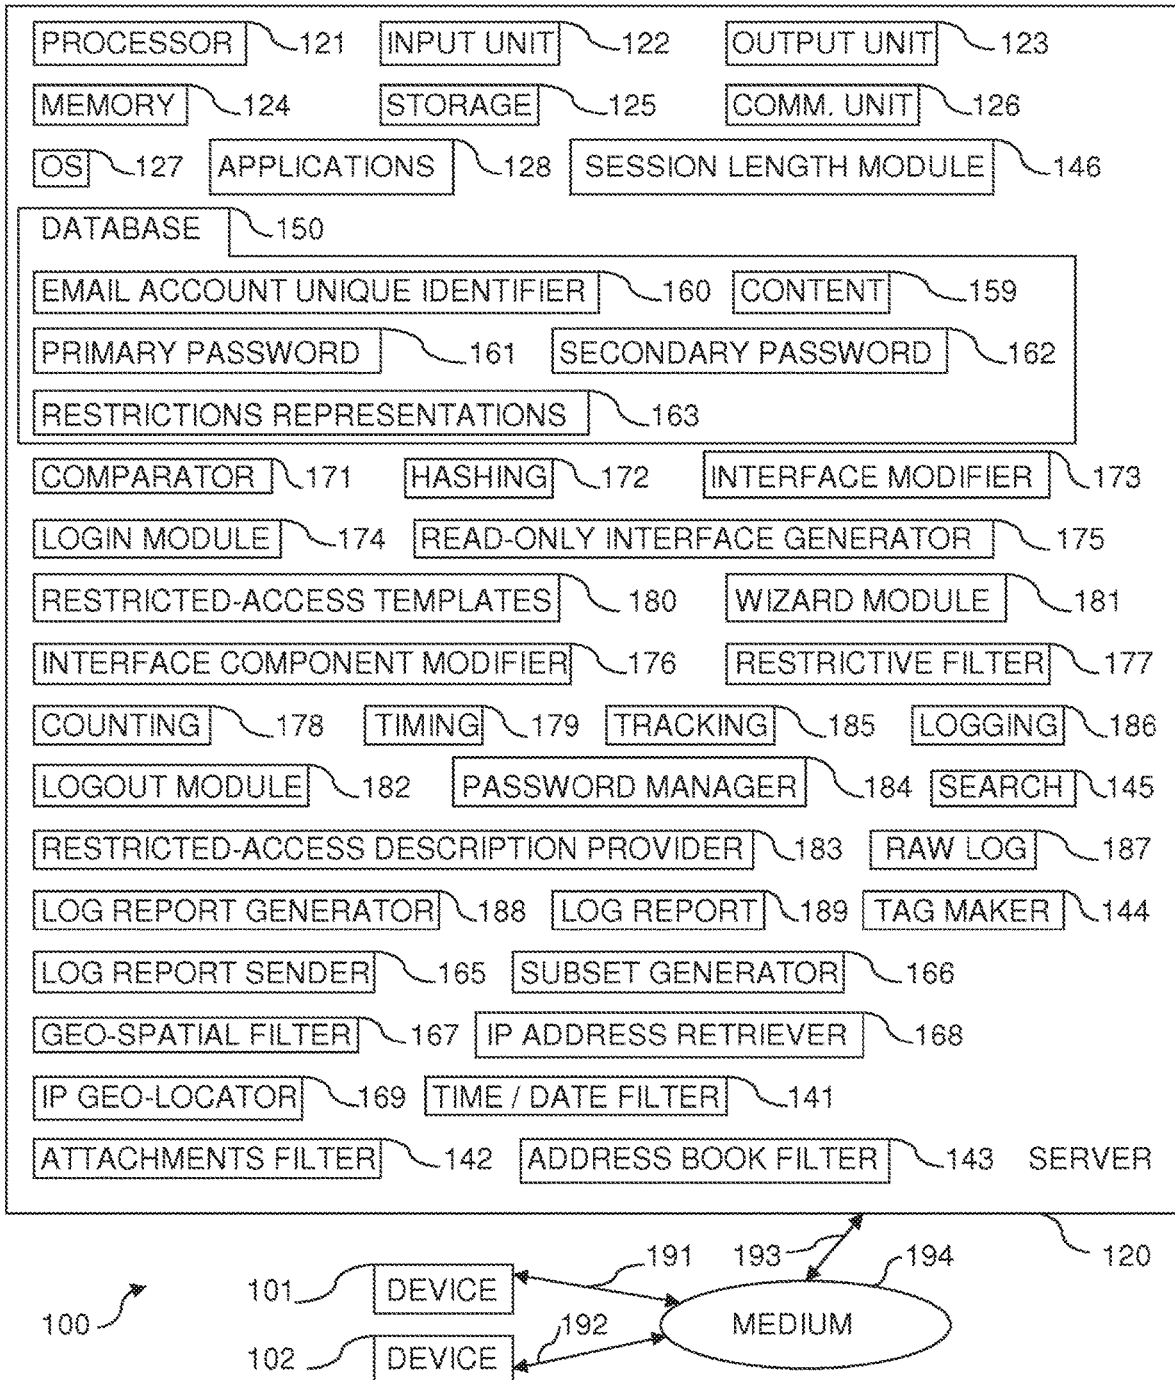 PROCESSOR 121 INPUT UNIT 122 OUTPUT UNIT 123
MEMORY 124 STORAGE 125 COMM. UNIT 126
OS 127 APPLICATIONS 128 SESSION LENGTH MODULE 146
DATABASE 150
EMAIL ACCOUNT UNIQUE IDENTIFIER 160 CONTENT 159
PRIMARY PASSWORD 161 SECONDARY PASSWORD 162
RESTRICTIONS REPRESENTATIONS 163
COMPARATOR 171 HASHING 172 INTERFACE MODIFIER 173
LOGIN MODULE 174 READ-ONLY INTERFACE GENERATOR 175
RESTRICTED-ACCESS TEMPLATES 180 WIZARD MODULE 181
INTERFACE COMPONENT MODIFIER 176 RESTRICTIVE FILTER 177
COUNTING 178 TIMING 179 TRACKING 185 LOGGING 186
LOGOUT MODULE 182 PASSWORD MANAGER 184 SEARCH 145
RESTRICTED-ACCESS DESCRIPTION PROVIDER 183 RAW LOG 187
LOG REPORT GENERATOR 188 LOG REPORT 189 TAG MAKER 144
LOG REPORT SENDER 165 SUBSET GENERATOR 166
GEO-SPATIAL FILTER 167 IP ADDRESS RETRIEVER 168
IP GEO-LOCATOR 169 TIME / DATE FILTER 141
ATTACHMENTS FILTER 142 ADDRESS BOOK FILTER 143 SERVER
191 193 194 120
101 DEVICE
100 192 MEDIUM
102 DEVICE